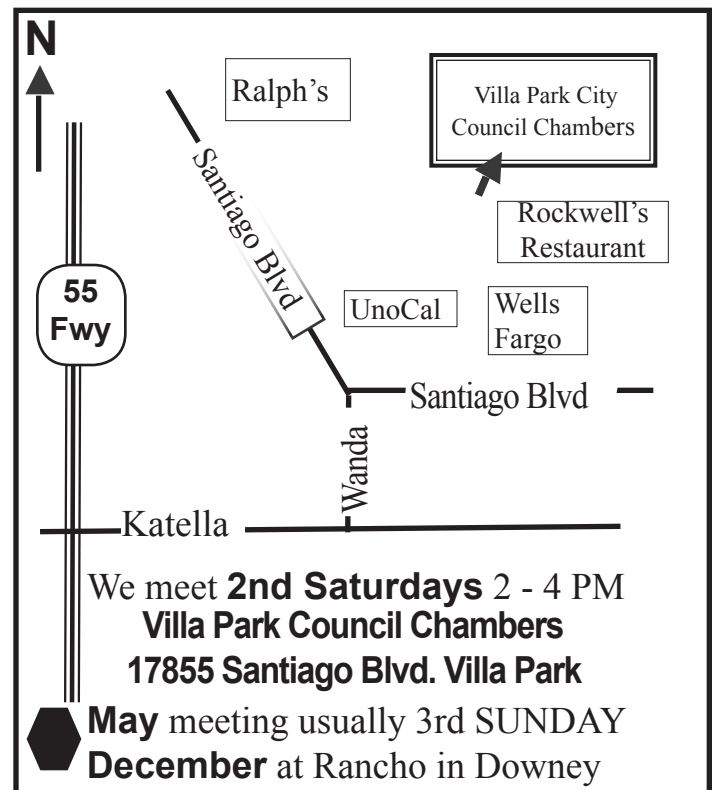 N
Ralph's
Villa Park City
Council Chambers
Santiago Blvd
Rockwell's
Restaurant
55
Fwy
UnoCal
Wells
Fargo
Santiago Blvd
Wanda
Katella
We meet 2nd Saturdays 2 - 4 PM
Villa Park Council Chambers
17855 Santiago Blvd. Villa Park
May meeting usually 3rd SUNDAY
December at Rancho in Downey